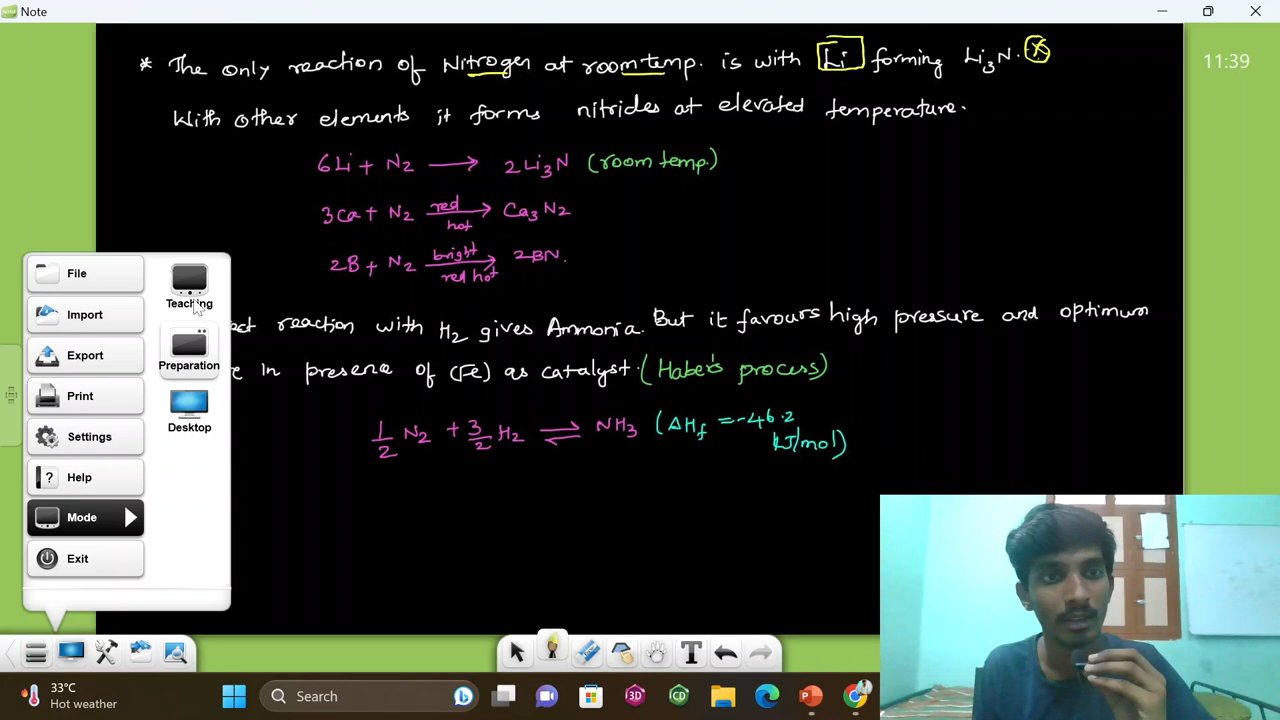 Note
11:39
* The only reaction of Nitrogen at room temp. is with Li forming Li3N.
With other elements it forms nitrides at elevated temperature.
6Li + N2 → 2Li3N (room temp.)
3Ca + N2 red hot → Ca3N2
2B + N2 bright red hot → 2BN.
reaction with H2 gives Ammonia. But it favours high pressure and optimum
in presena of (Fe) as catalyst. (Haber's process)
1/2 N2 + 3/2 H2 ⇌ NH3 (ΔHf = -46.2
kJ/mol)
File
Import
Export
Print
Settings
Help
Mode
Exit
Teaching
Preparation
Desktop
T
33°C
Hot weather
Search